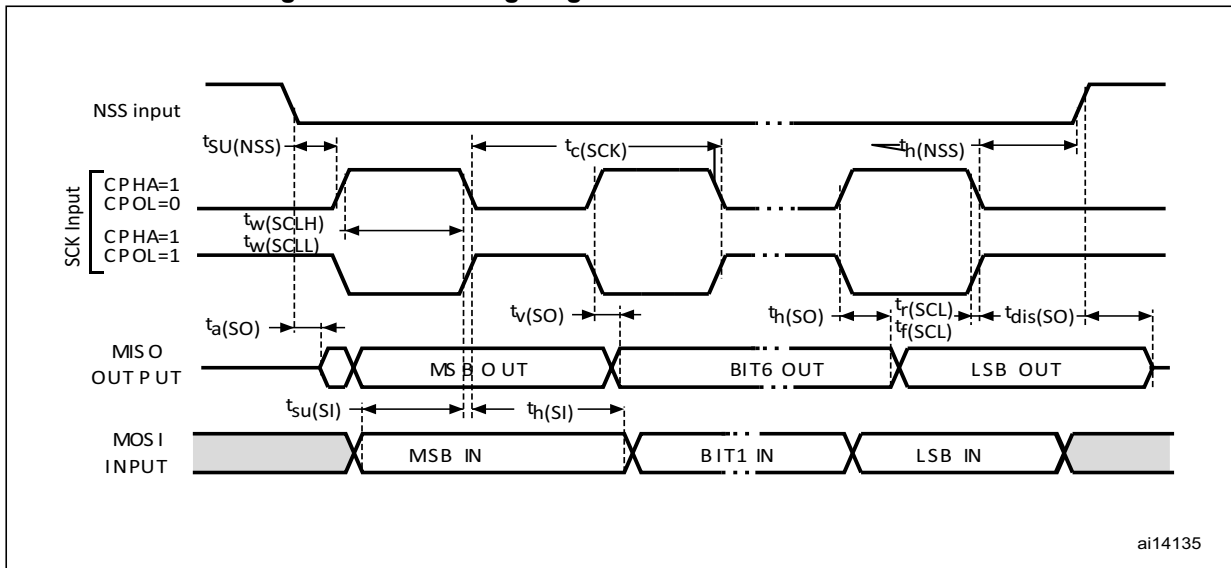 NSS input
tSU(NSS)
tc(SCK)
th(NSS)
SCK Input
CPHA=1
CPOL=0
tw(SCLH)
tw(SCLL)
CPHA=1
CPOL=1
ta(SO)
tv(SO)
th(SO)
tr(SCL)
tf(SCL)
tdis(SO)
MISO
OUTPUT
MSB OUT
BIT6 OUT
LSB OUT
tsu(SI)
th(SI)
MOSI
INPUT
MSB IN
BIT1 IN
LSB IN
ai14135